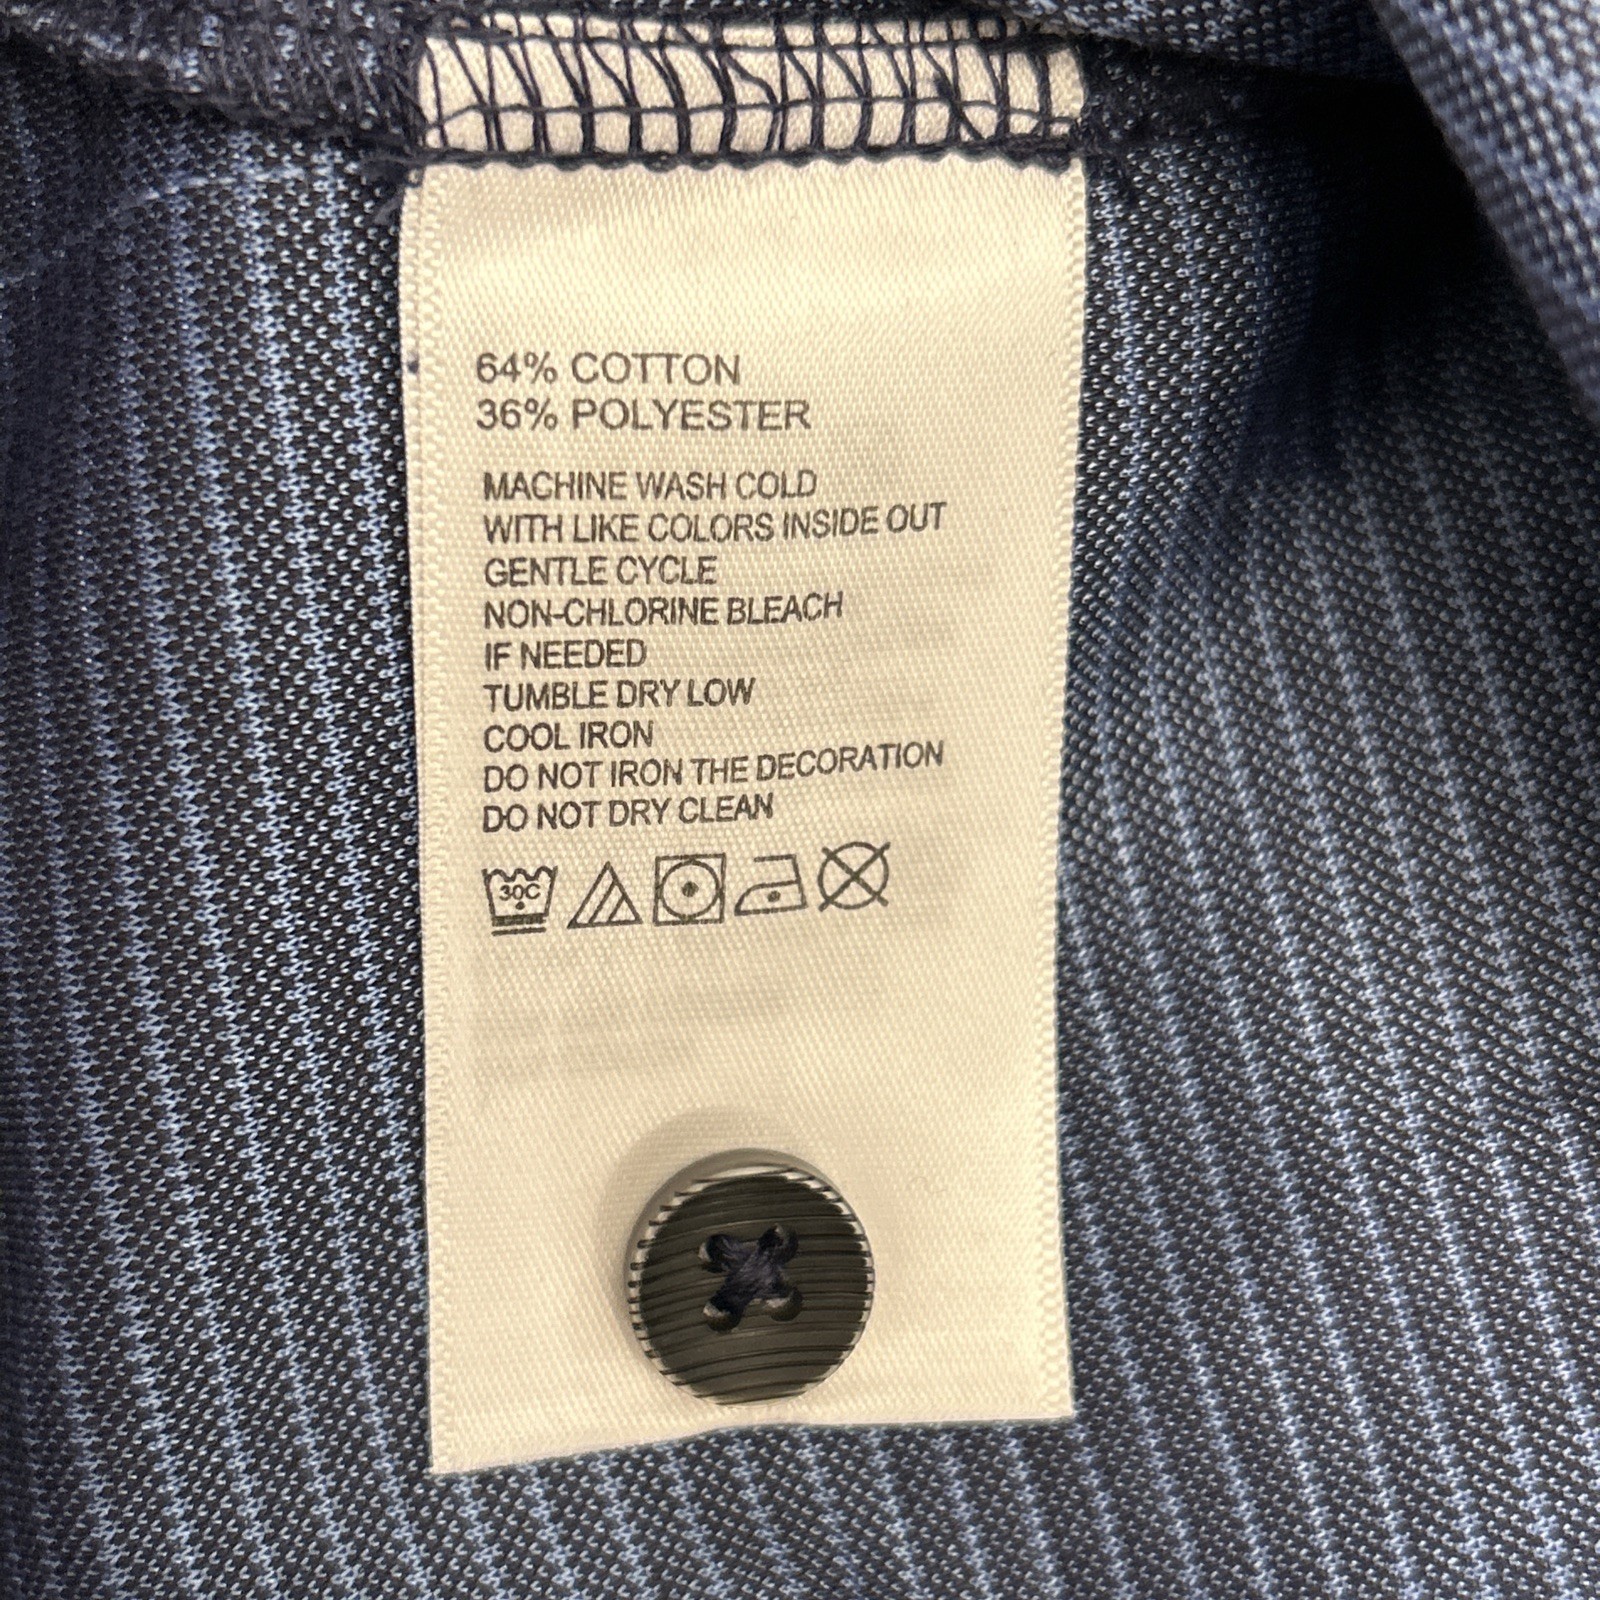 64% COTTON
36% POLYESTER
MACHINE WASH COLD
WITH LIKE COLORS INSIDE OUT
GENTLE CYCLE
NON-CHLORINE BLEACH
IF NEEDED
TUMBLE DRY LOW
COOL IRON
DO NOT IRON THE DECORATION
DO NOT DRY CLEAN
30C